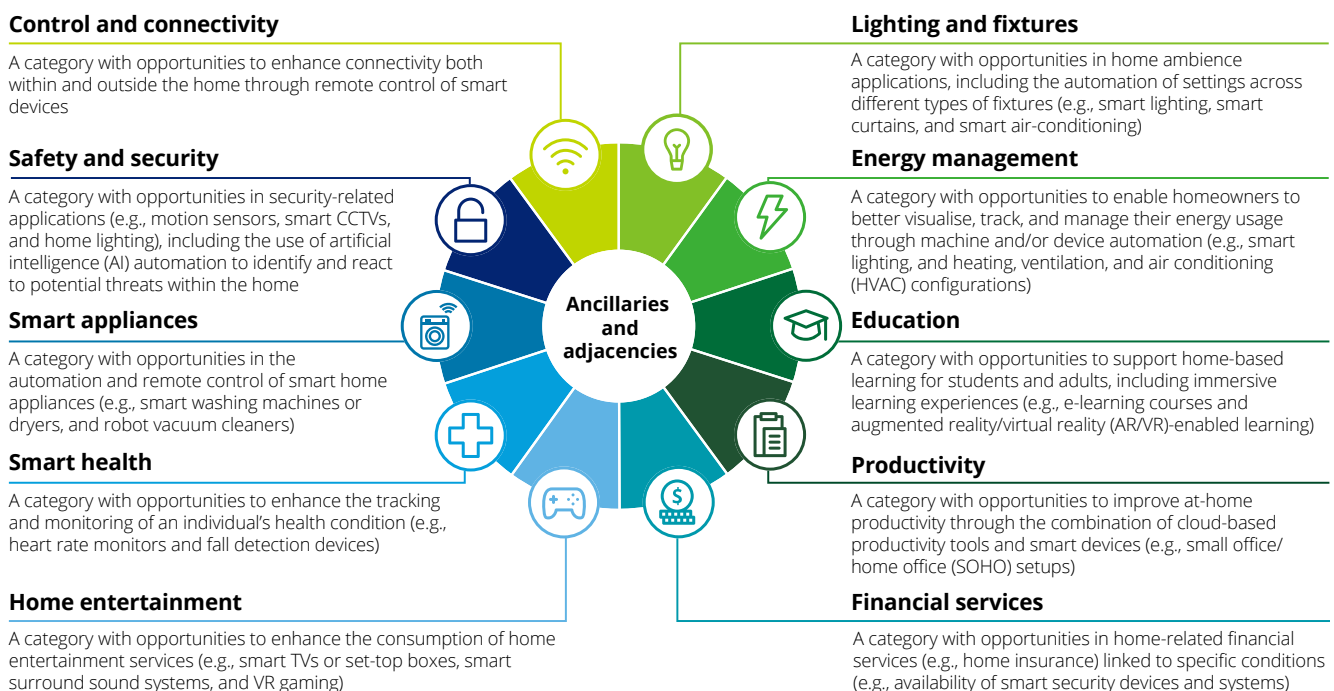 Control and connectivity
A category with opportunities to enhance connectivity both
within and outside the home through remote control of smart
devices
Safety and security
A category with opportunities in security-related
applications (e.g., motion sensors, smart CCTVs,
and home lighting), including the use of artificial
intelligence (AI) automation to identify and react
to potential threats within the home
Smart appliances
A category with opportunities in the
automation and remote control of smart home
appliances (e.g., smart washing machines or
dryers, and robot vacuum cleaners)
Smart health
A category with opportunities to enhance the tracking
and monitoring of an individual's health condition (e.g.,
heart rate monitors and fall detection devices)
Home entertainment
A category with opportunities to enhance the consumption of home
entertainment services (e.g., smart TVs or set-top boxes, smart
surround sound systems, and VR gaming)
Ancillaries
and
adjacencies
$
Lighting and fixtures
A category with opportunities in home ambience
applications, including the automation of settings across
different types of fixtures (e.g., smart lighting, smart
curtains, and smart air-conditioning)
Energy management
A category with opportunities to enable homeowners to
better visualise, track, and manage their energy usage
through machine and/or device automation (e.g., smart
lighting, and heating, ventilation, and air conditioning
(HVAC) configurations)
Education
A category with opportunities to support home-based
learning for students and adults, including immersive
learning experiences (e.g., e-learning courses and
augmented reality/virtual reality (AR/VR)-enabled learning)
Productivity
A category with opportunities to improve at-home
productivity through the combination of cloud-based
productivity tools and smart devices (e.g., small office/
home office (SOHO) setups)
Financial services
A category with opportunities in home-related financial
services (e.g., home insurance) linked to specific conditions
(e.g., availability of smart security devices and systems)